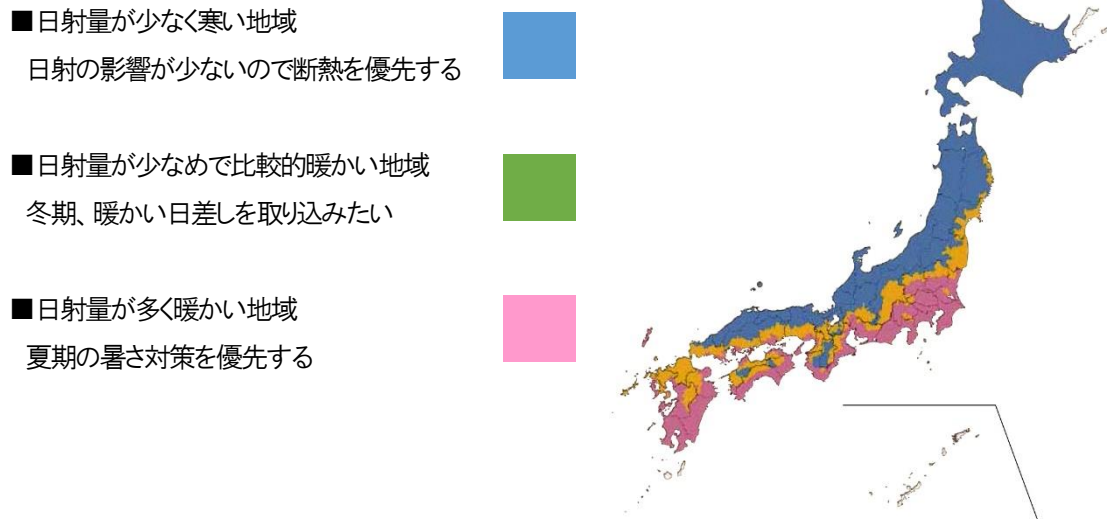 ■日射量が少なく寒い地域
日射の影響が少ないので断熱を優先する
■日射量が少なめで比較的暖かい地域
冬期、暖かい日差しを取り込みたい
■日射量が多く暖かい地域
夏期の暑さ対策を優先する